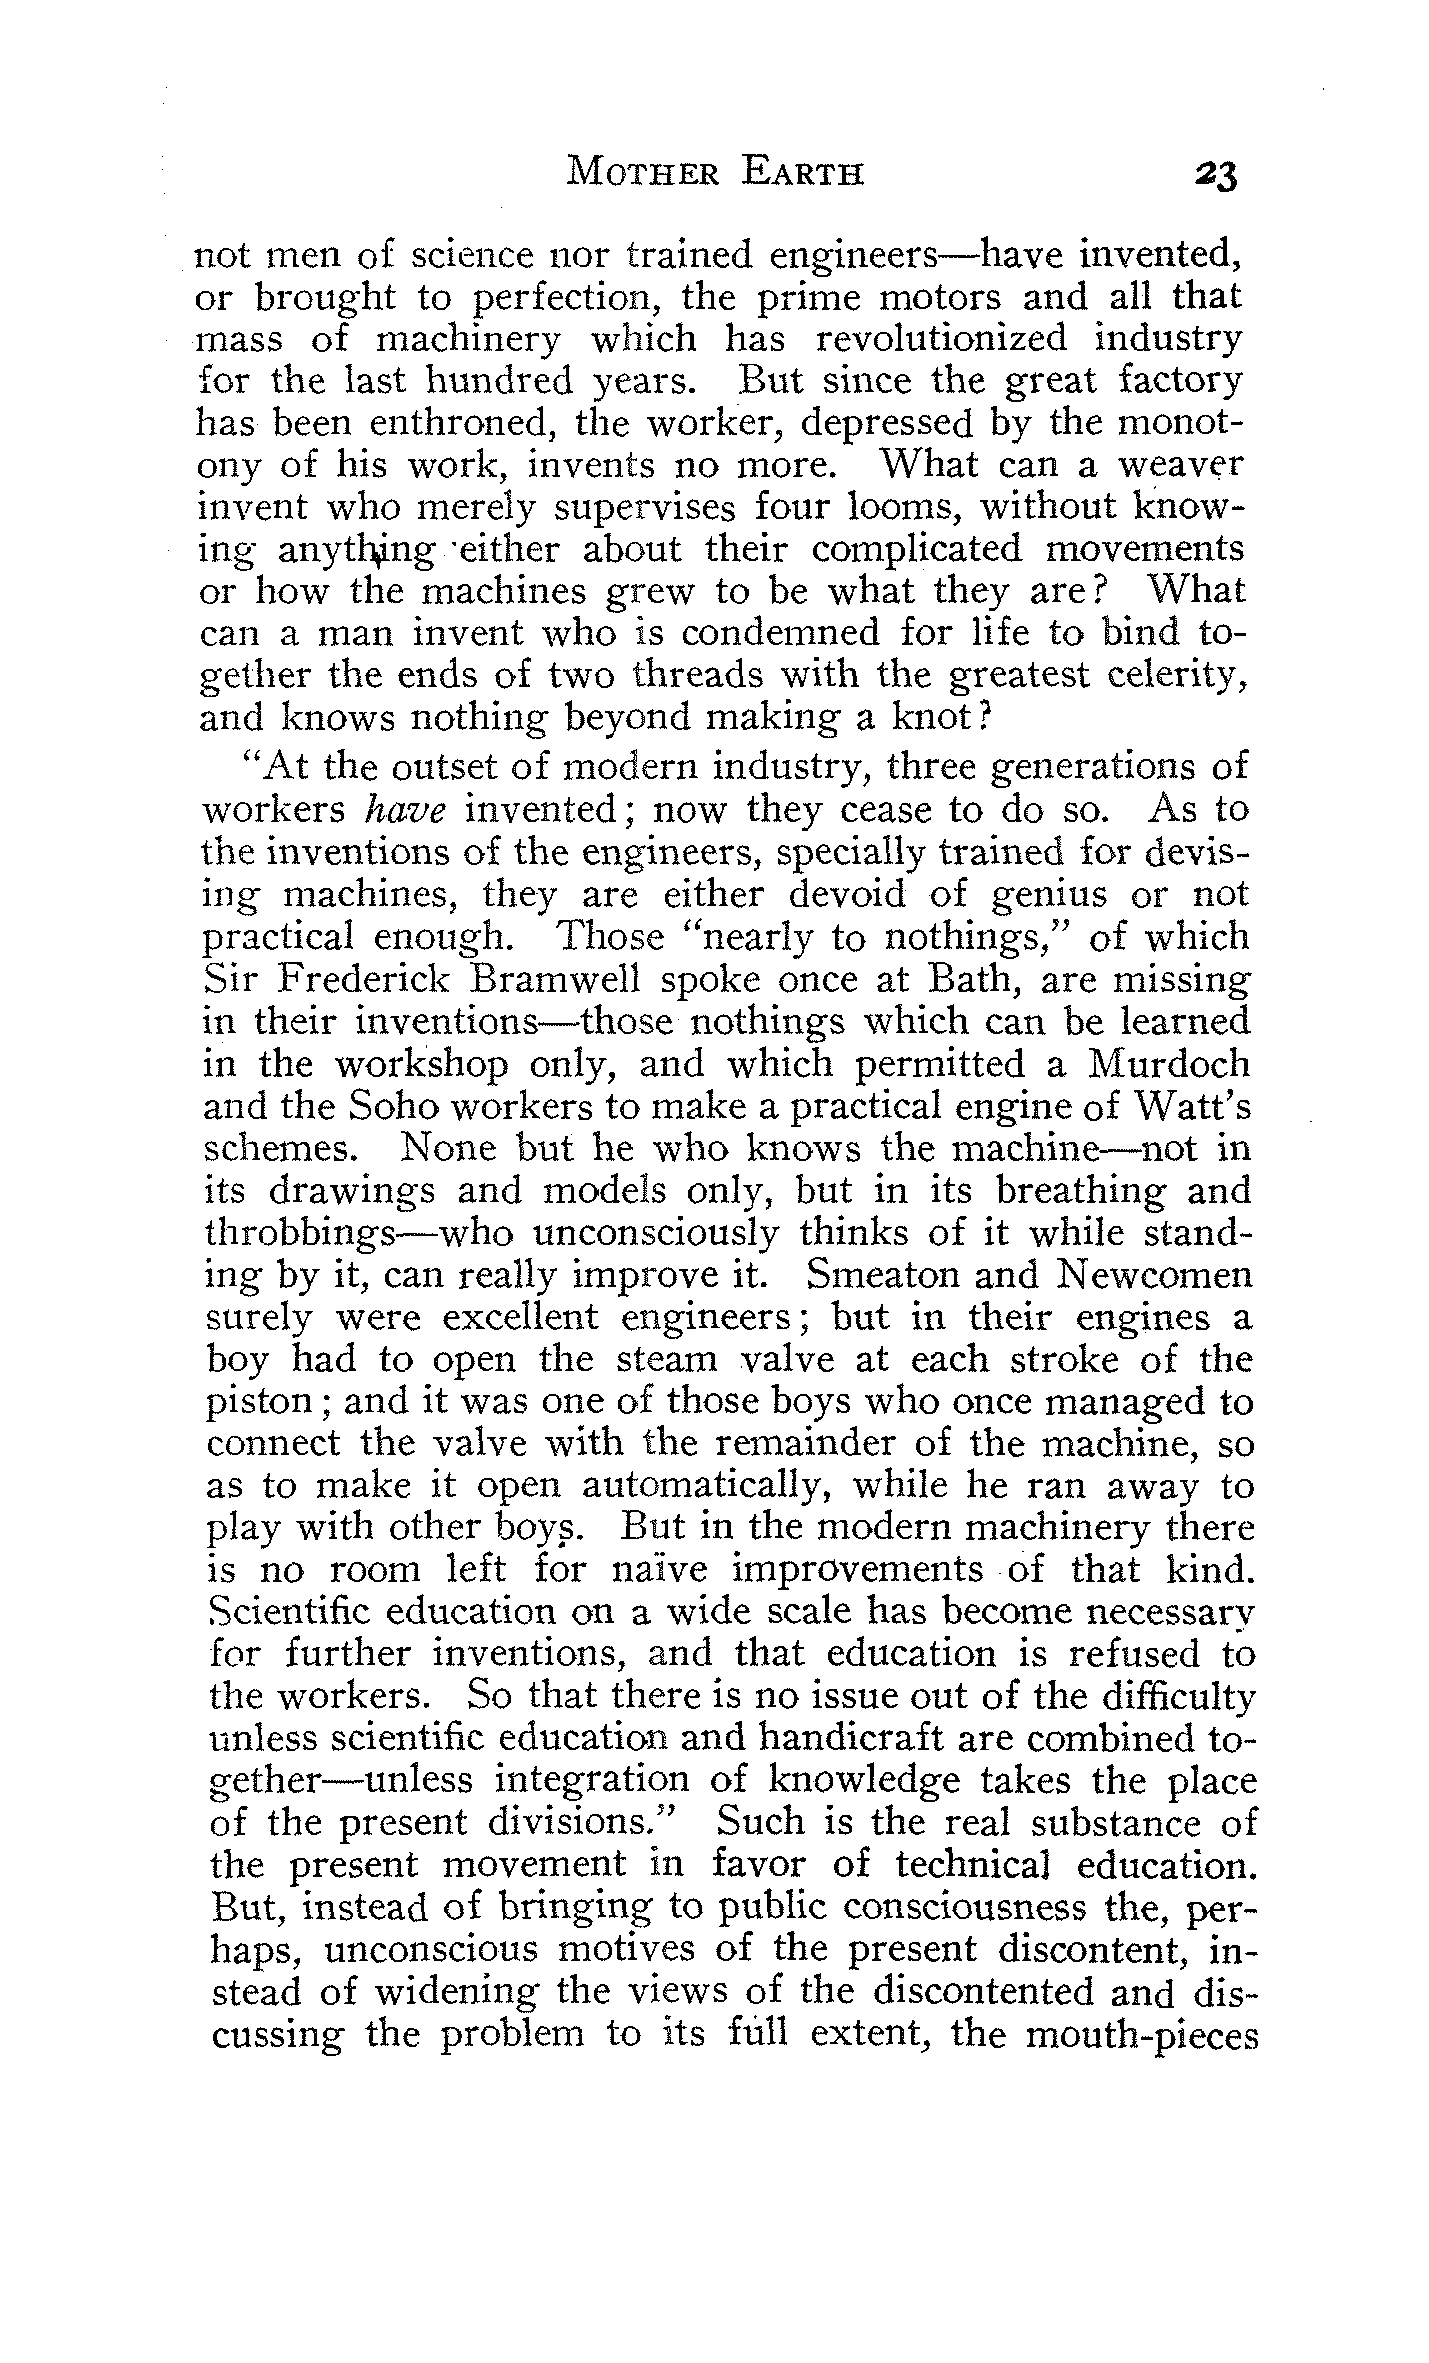 MOTHER EARTH 23
not men of science nor trained engineers—have invented,
or brought to perfection, the prime motors and all that
mass of machinery which has revolutionized industry
for the last hundred years. But since the great factory
has been enthroned, the worker, depressed by the monot-
ony of his work, invents no more. What can a weaver
invent who merely supervises four looms, without know-
ing anything either about their complicated movements
or how the machines grew to be what they are? What
can a man invent who is condemned for life to bind to-
gether the ends of two threads with the greatest celerity,
and knows nothing beyond making a knot?
"At the outset of modern industry, three generations of
workers have invented; now they cease to do so. As to
the inventions of the engineers, specially trained for devis-
ing machines, they are either devoid of genius or not
practical enough. Those "nearly to nothings," of which
Sir Frederick Bramwell spoke once at Bath, are missing
in their inventions—those nothings which can be learned
in the workshop only, and which permitted a Murdoch
and the Soho workers to make a practical engine of Watt's
schemes. None but he who knows the machine—not in
its drawings and models only, but in its breathing and
throbbings—who unconsciously thinks of it while stand-
ing by it, can really improve it. Smeaton and Newcomen
surely were excellent engineers; but in their engines a
boy had to open the steam valve at each stroke of the
piston; and it was one of those boys who once managed to
connect the valve with the remainder of the machine, so
as to make it open automatically, while he ran away to
play with other boys. But in the modern machinery there
is no room left for naïve improvements of that kind.
Scientific education on a wide scale has become necessary
for further inventions, and that education is refused to
the workers. So that there is no issue out of the difficulty
unless scientific education and handicraft are combined to-
gether—unless integration of knowledge takes the place
of the present divisions." Such is the real substance of
the present movement in favor of technical education.
But, instead of bringing to public consciousness the, per-
haps, unconscious motives of the present discontent, in-
stead of widening the views of the discontented and dis-
cussing the problem to its full extent, the mouth-pieces